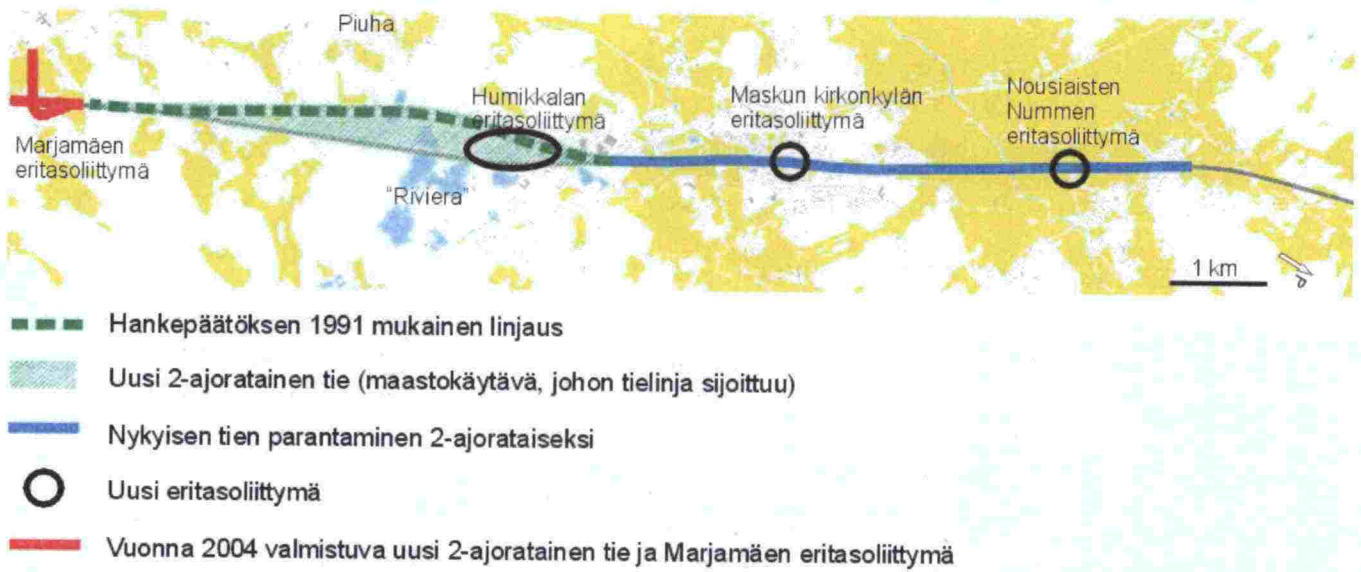 Piuha
Humikkalan
eritasoliittymä
Maskun kirkonkylän
eritasoliittymä
Nousiaisten
Nummen
eritasoliittymä
Marjamäen
eritasoliittymä
"Riviera"
1 km
P
Hankepäätöksen 1991 mukainen linjaus
Uusi 2-ajoratainen tie (maastokäytävä, johon tielinja sijoittuu)
Nykyisen tien parantaminen 2-ajorataiseksi
Uusi eritasoliittymä
Vuonna 2004 valmistuva uusi 2-ajoratainen tie ja Marjamäen eritasoliittymä